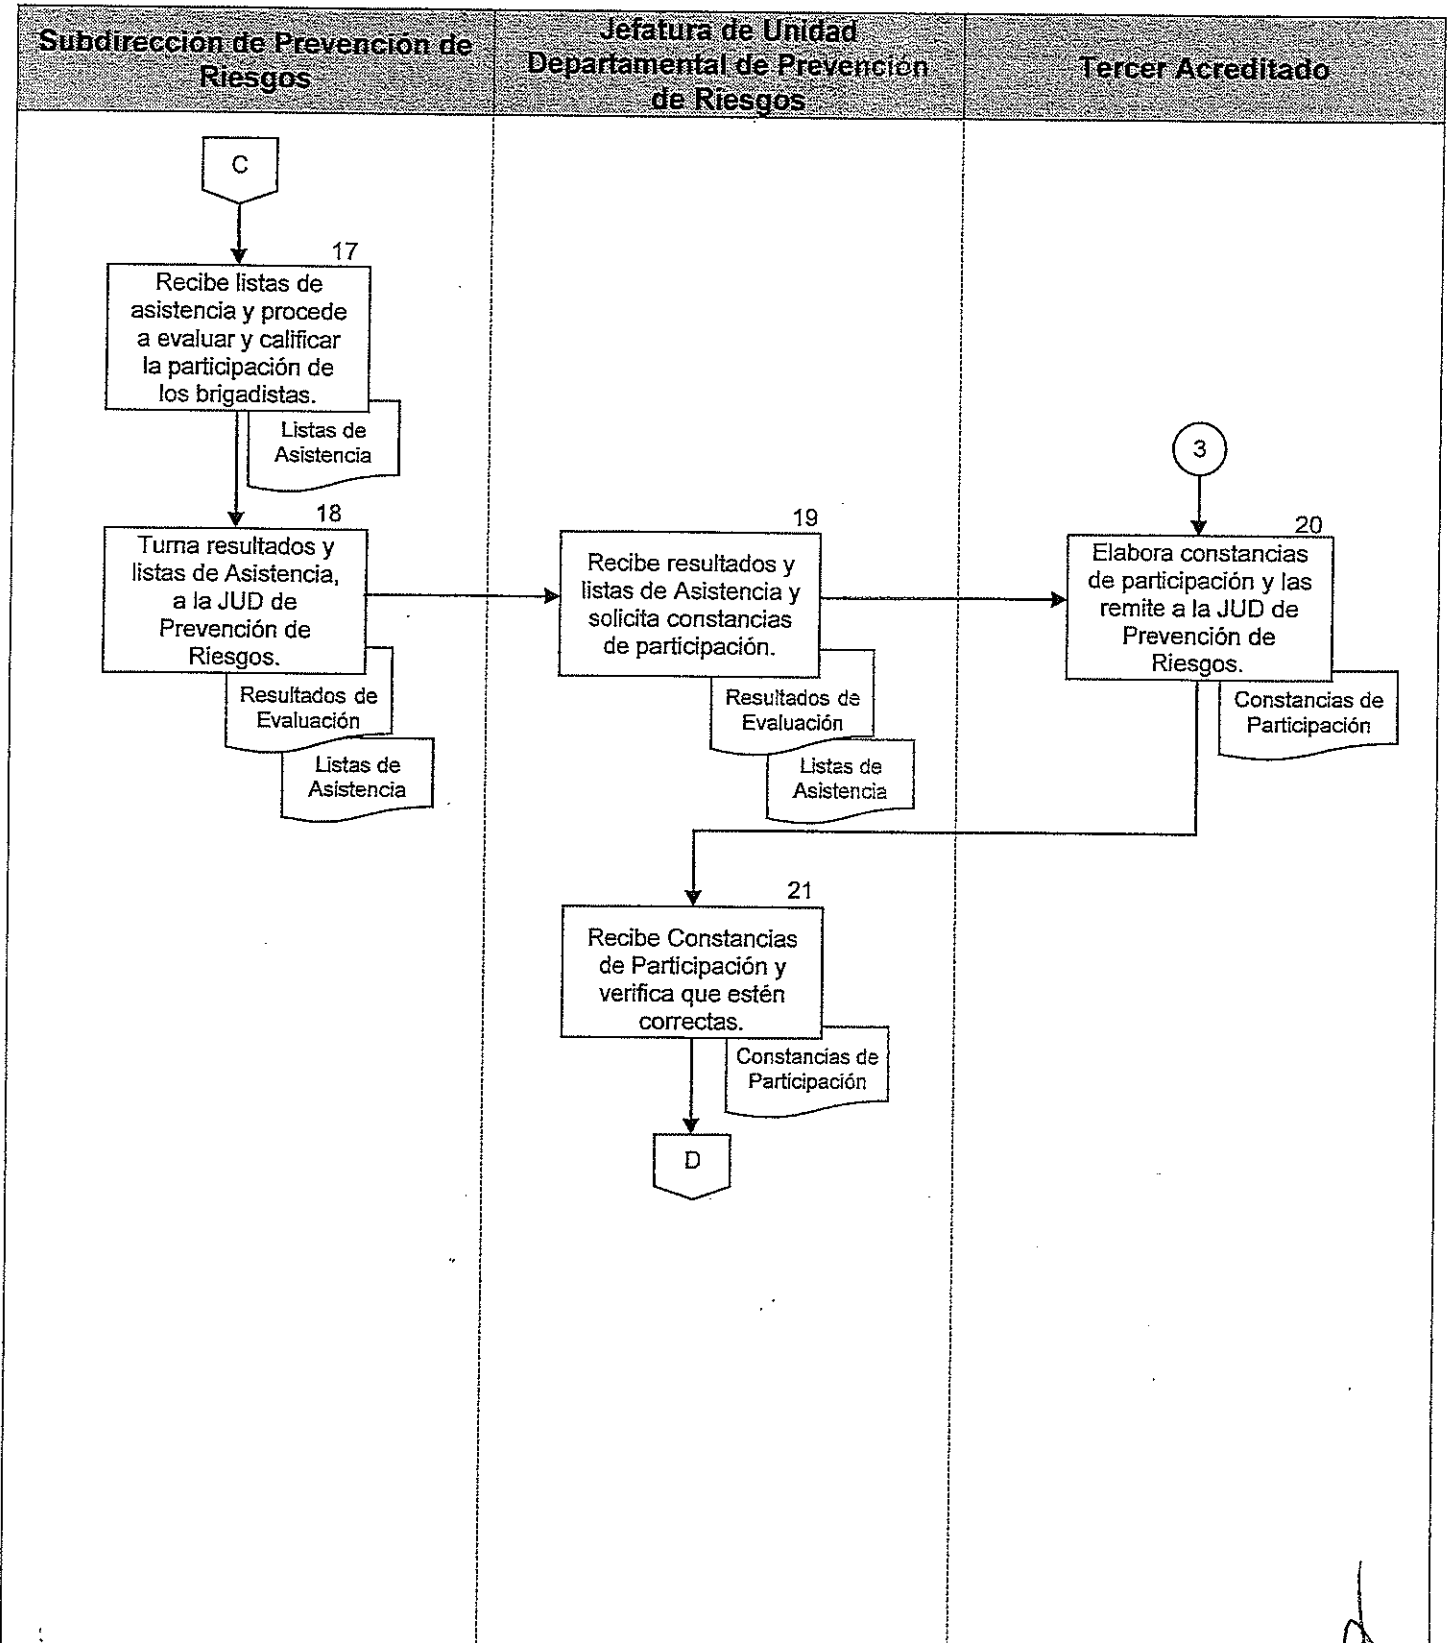 Subdirección de Prevención de
Riesgos
Jefatura de Unidad
Departamental de Prevención
de Riesgos
Tercer Acreditado
C
17
Recibe listas de
asistencia y procede
a evaluar y calificar
la participación de
los brigadistas.
Listas de
Asistencia
18
Turna resultados y
listas de Asistencia,
a la JUD de
Prevención de
Riesgos.
Resultados de
Evaluación
Listas de
Asistencia
19
Recibe resultados y
listas de Asistencia y
solicita constancias
de participación.
Resultados de
Evaluación
Listas de
Asistencia
3
20
Elabora constancias
de participación y las
remite a la JUD de
Prevención de
Riesgos.
Constancias de
Participación
21
Recibe Constancias
de Participación y
verifica que estén
correctas.
Constancias de
Participación
D